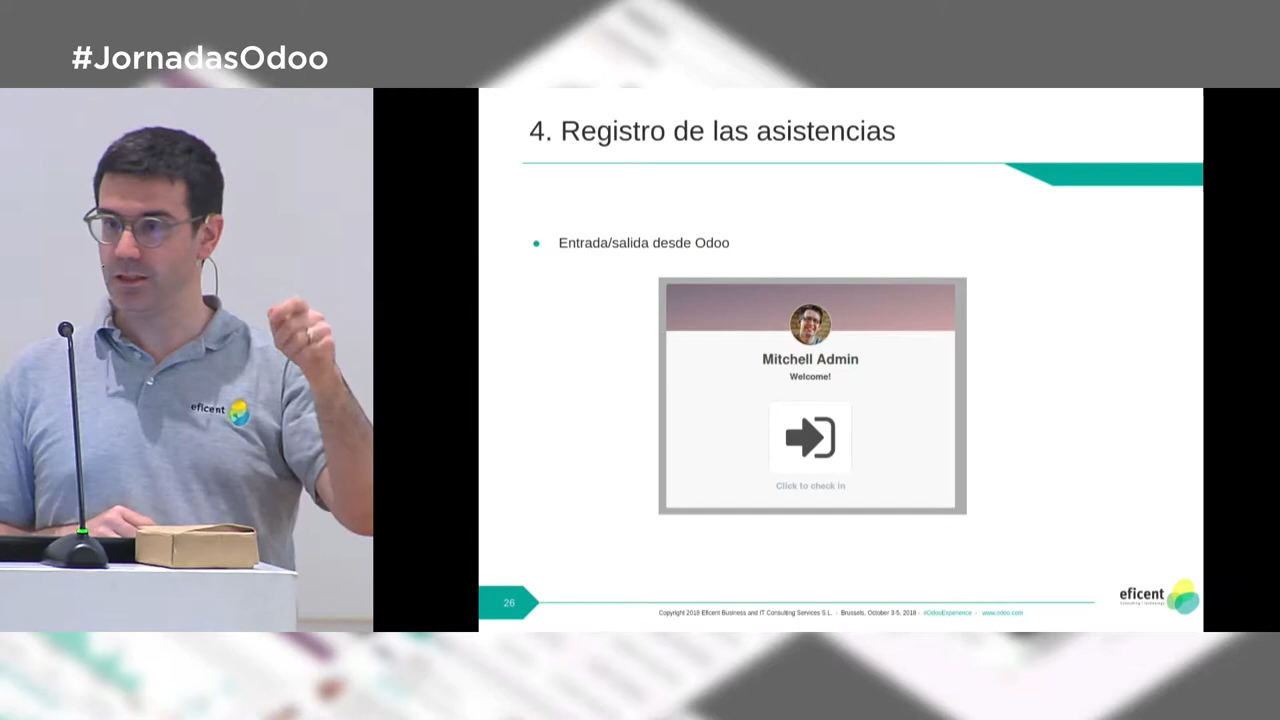 #JornadasOdoo
4. Registro de las asistencias
Entrada/salida desde Odoo
Mitchell Admin
Welcome!
Click to check in
eficent
26
Copyright 2018 Eficent Business and IT Consulting Services S.L. - Brussels, October 3-5, 2018 - #OdooExperience - www.odoo.com
eficent